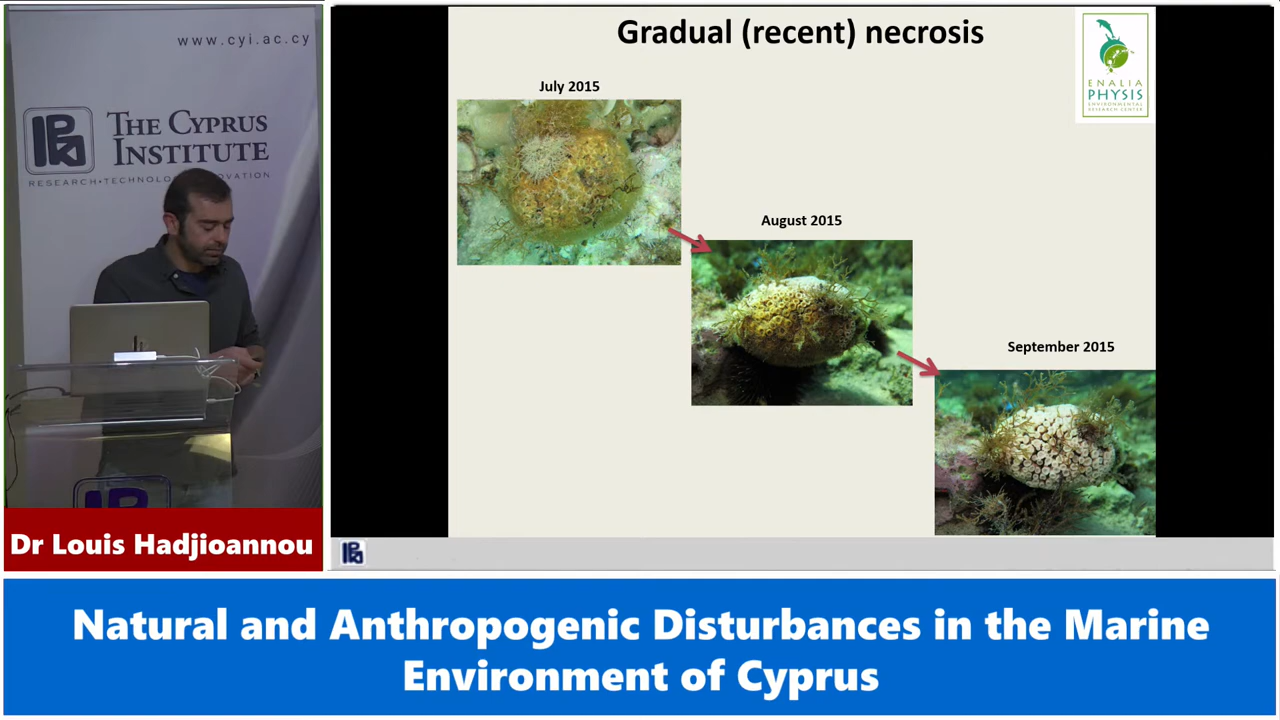 www.cyi.ac.cy
THE CYPRUS
INSTITUTE
RESEARCH•TECHNOLOGY•INNOVATION
Gradual (recent) necrosis
ENALIA
PHYSIS
ENVIRONMENTAL
RESEARCH CENTER
July 2015
August 2015
September 2015
Dr Louis Hadjioannou
Natural and Anthropogenic Disturbances in the Marine
Environment of Cyprus